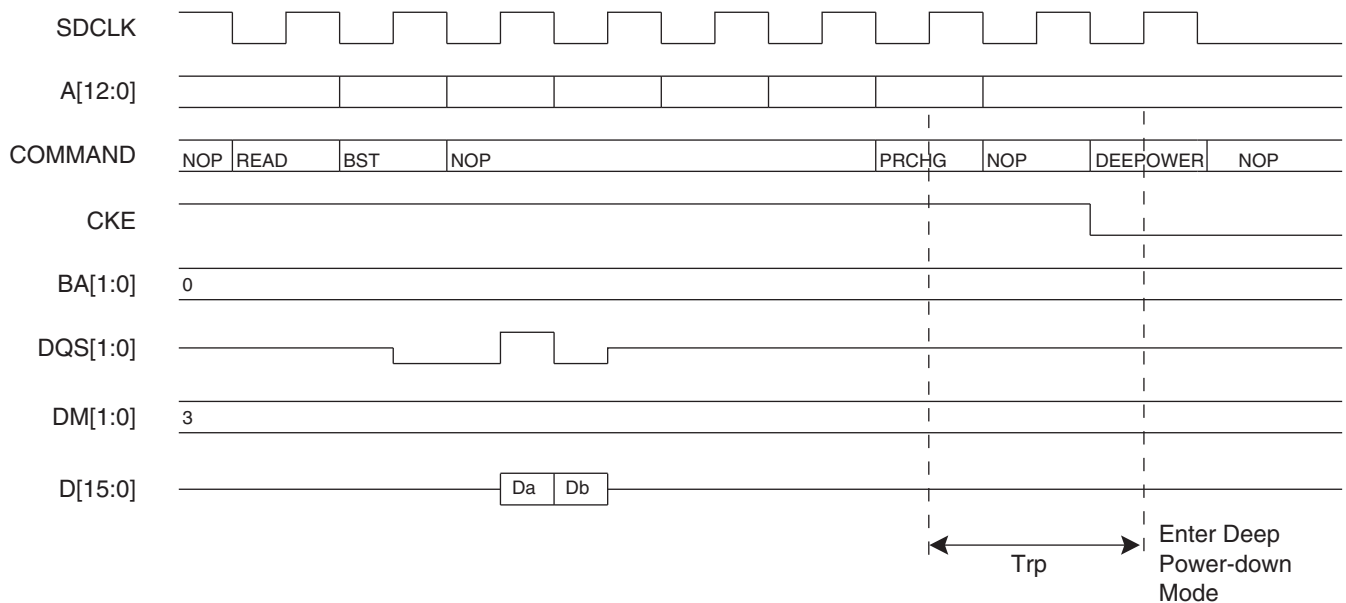 SDCLK
A[12:0]
COMMAND NOP READ BST NOP PRCHG NOP DEEPOWER NOP
CKE
BA[1:0] 0
DQS[1:0]
DM[1:0] 3
D[15:0] Da Db
Trp
Enter Deep
Power-down
Mode